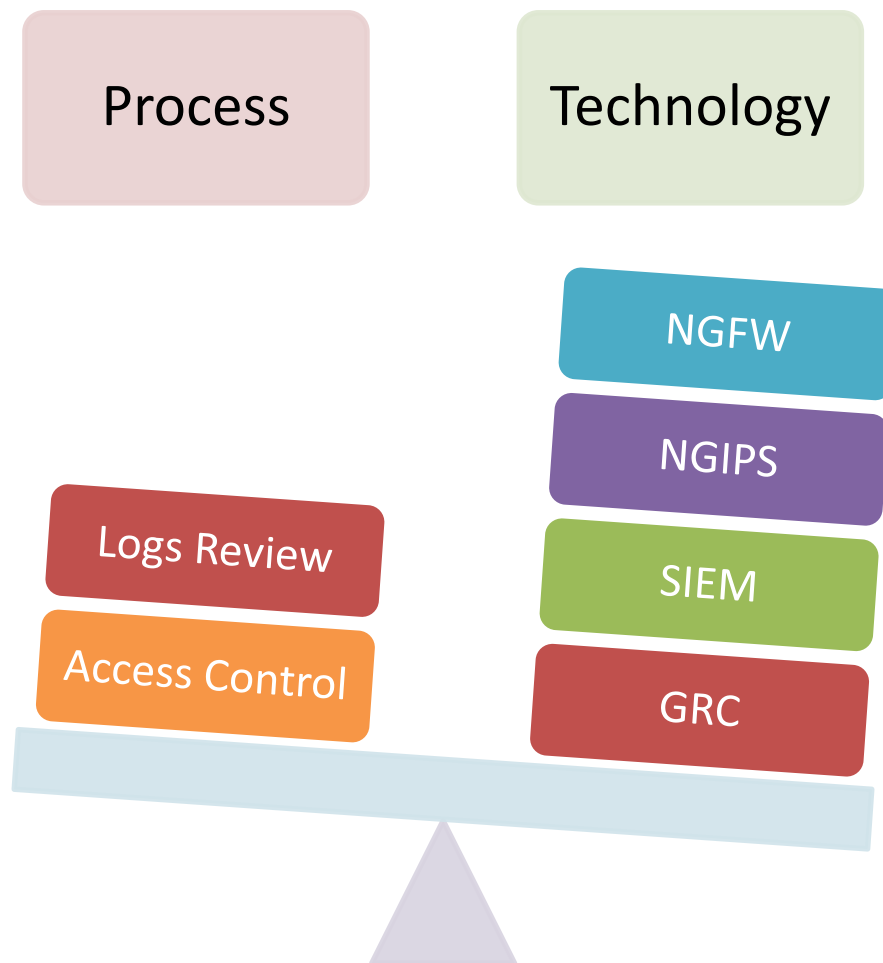 Process
Technology
NGFW
NGIPS
Logs Review
SIEM
Access Control
GRC